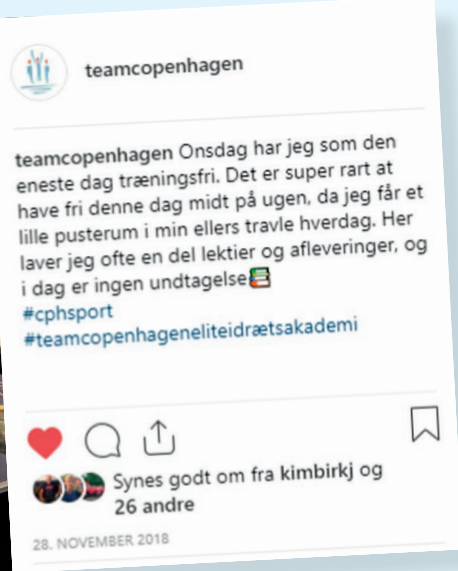 teamcopenhagen
teamcopenhagen Onsdag har jeg som den
eneste dag træningsfri. Det er super rart at
have fri denne dag midt på ugen, da jeg får et
lille pusterum i min ellers travle hverdag. Her
laver jeg ofte en del lektier og afleveringer, og
i dag er ingen undtagelse
#cphsport
#teamcopenhageneliteidrætsakademi
Synes godt om fra kimbirkj og
26 andre
28. NOVEMBER 2018